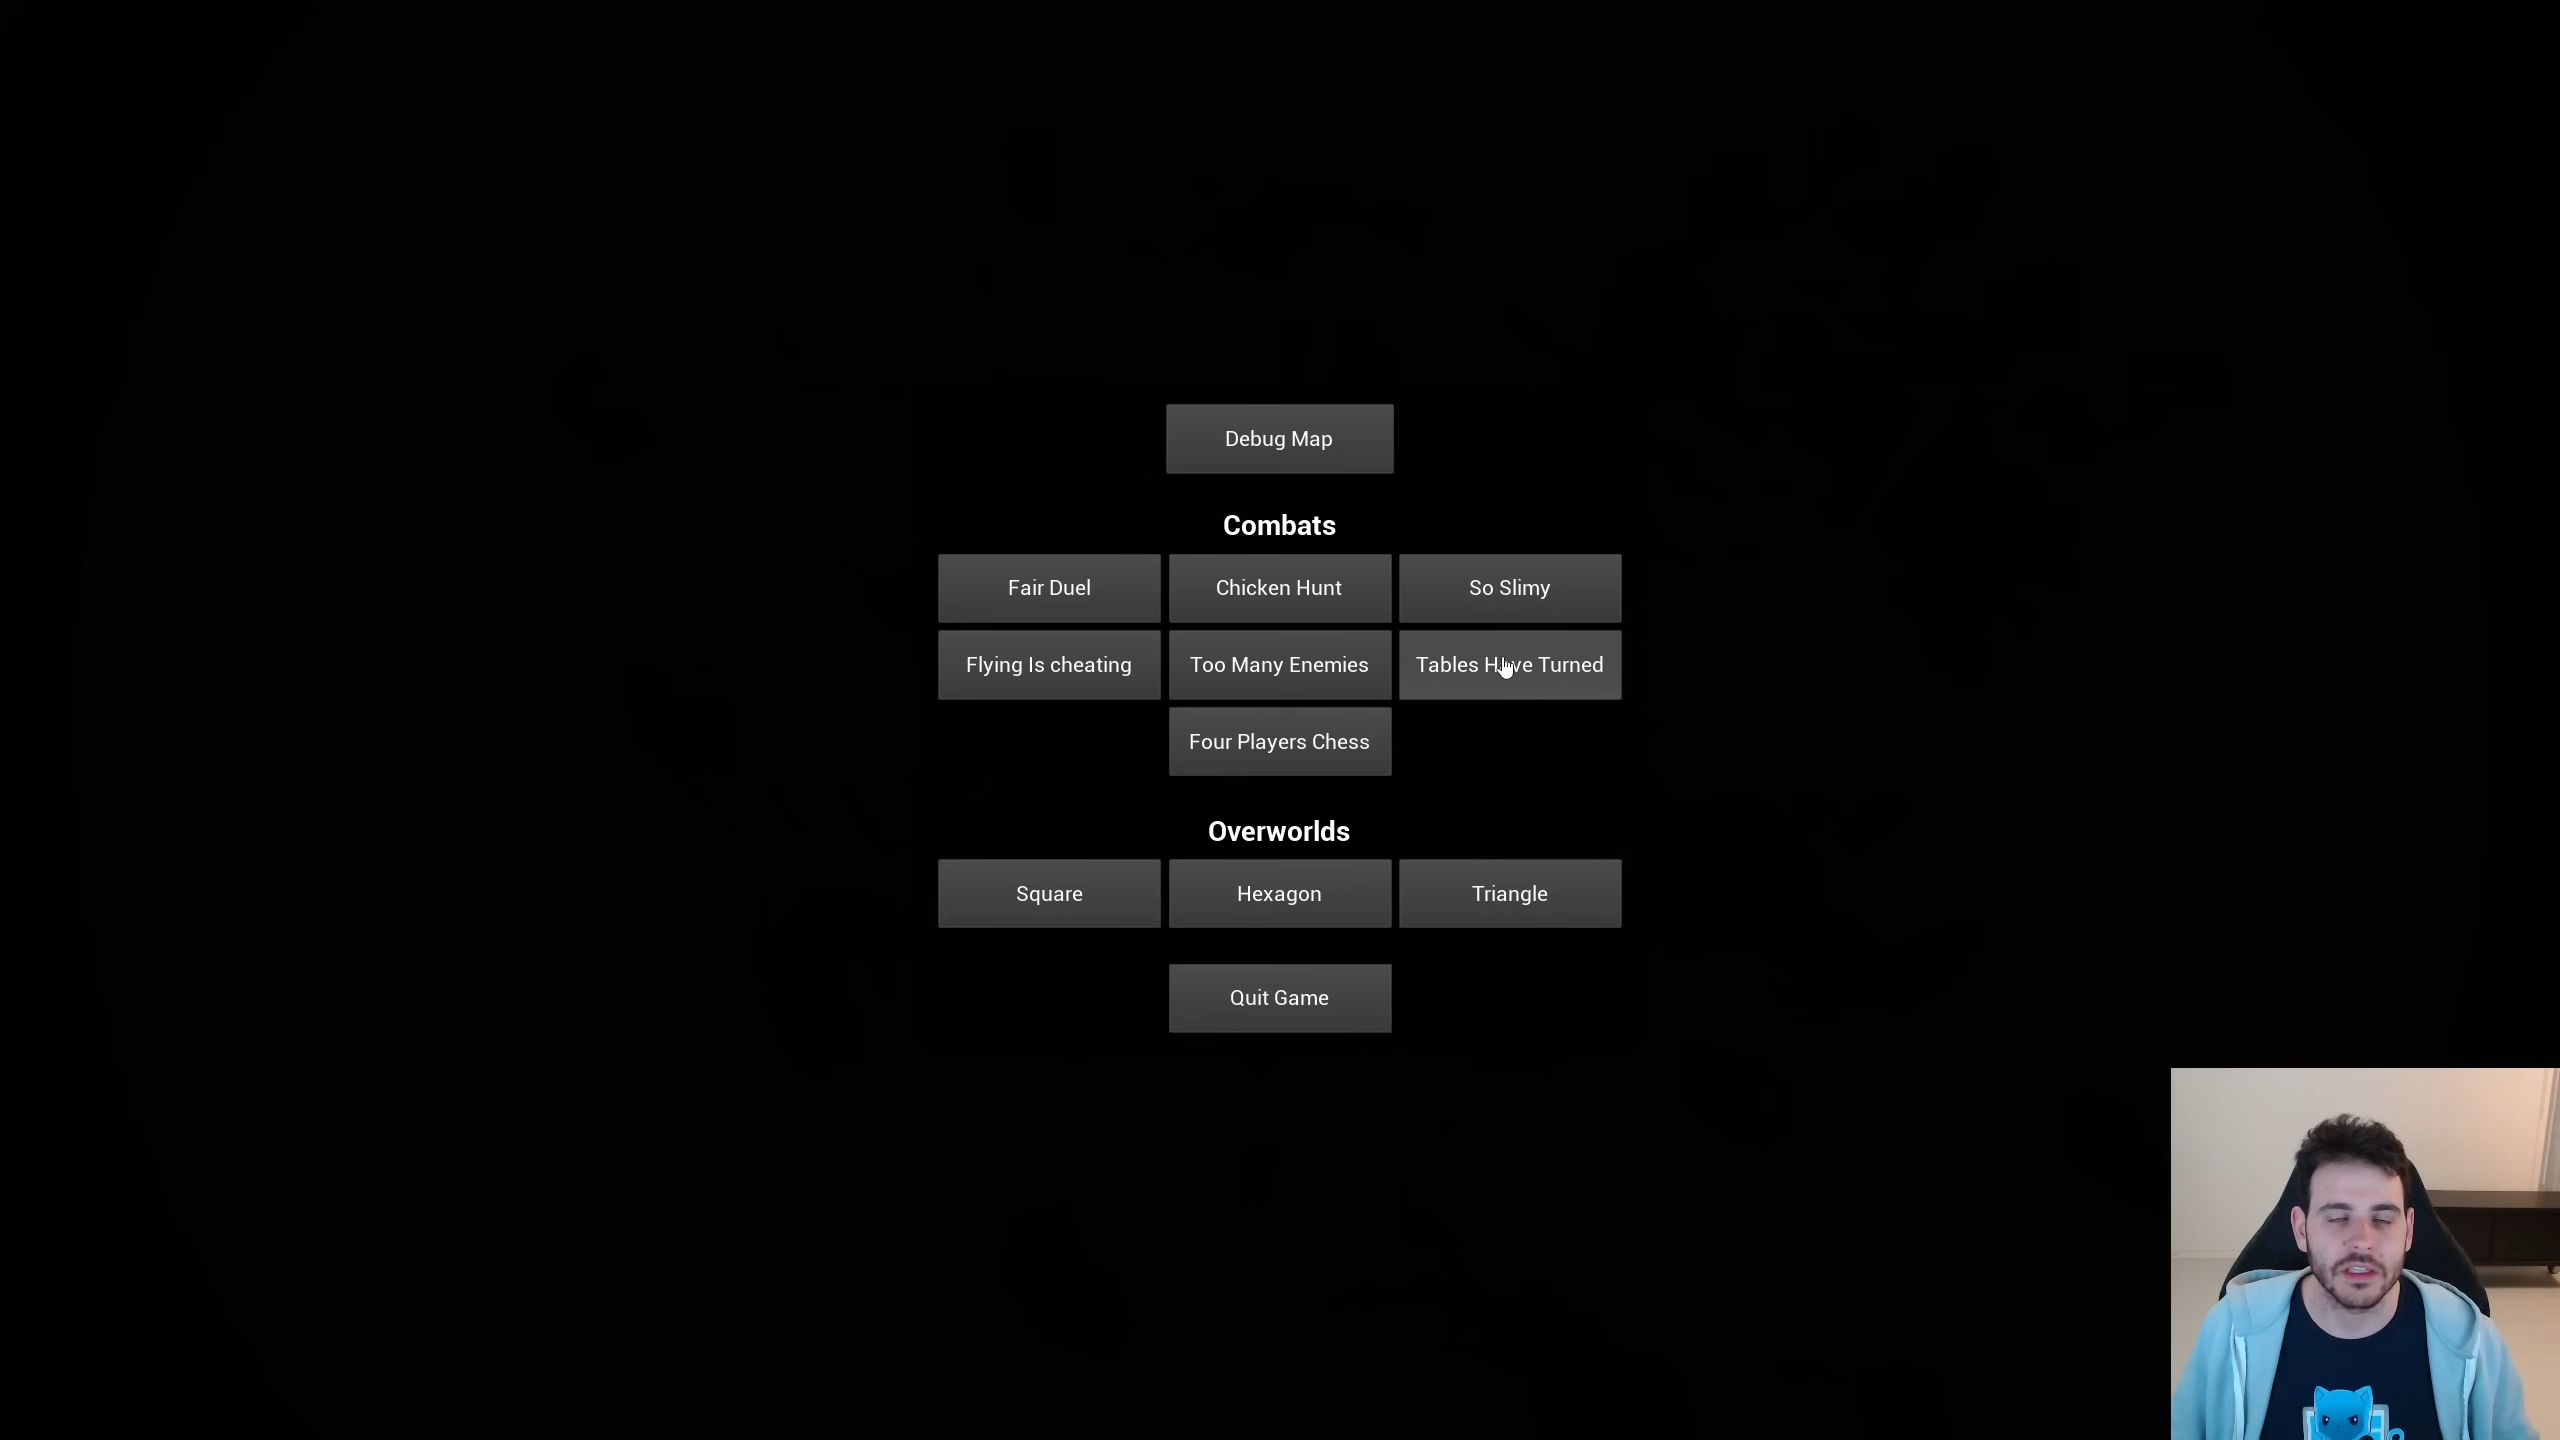 Debug Map
Combats
Fair Duel
Chicken Hunt
So Slimy
Flying Is cheating
Too Many Enemies
Tables Have Turned
Four Players Chess
Overworlds
Square
Hexagon
Triangle
Quit Game